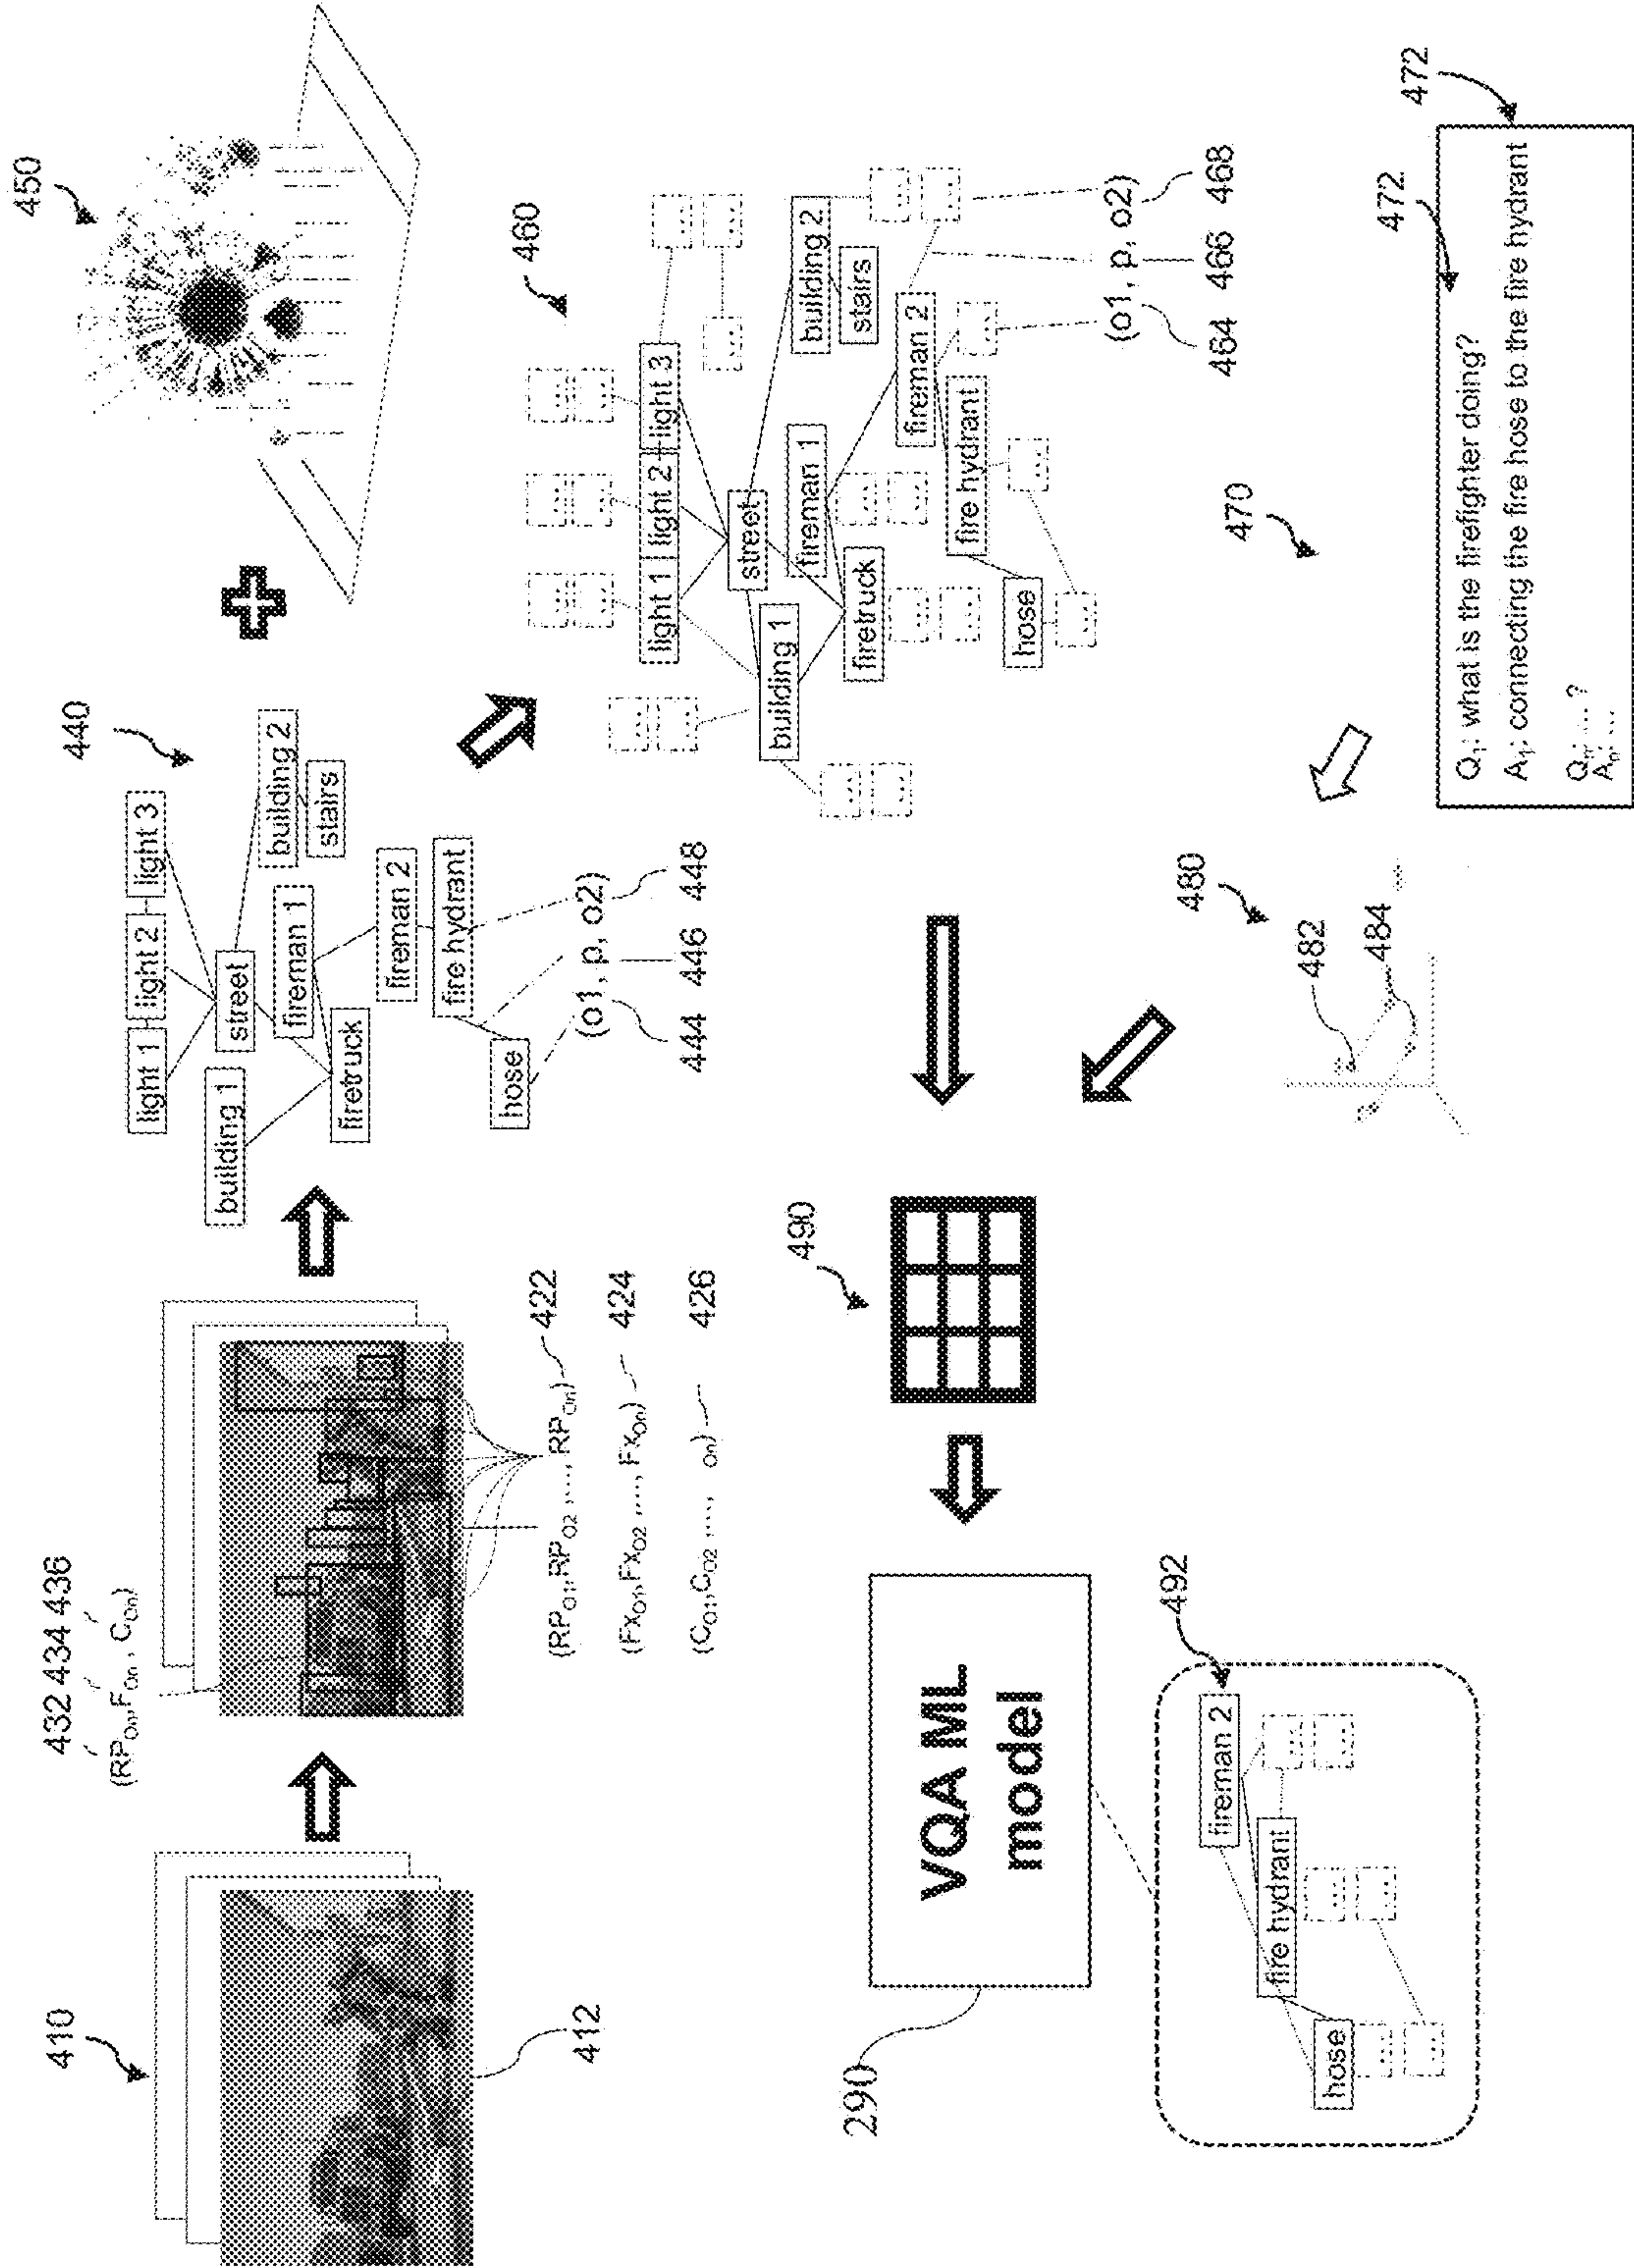 410
412
432 434 436
(RP_On, F_On, C_On)
(RP_O1, RP_O2, ..., RP_On)
422
(Fx_O1, Fx_O2, ..., Fx_On)
424
(C_O1, C_O2, ..., _On)
426
440
light 1
light 2
light 3
building 1
street
building 2
stairs
fireman 1
firetruck
fireman 2
fire hydrant
hose
(o1, p, o2)
444 446 448
450
460
light 1
light 2
light 3
street
building 1
building 2
stairs
fireman 1
firetruck
fireman 2
fire hydrant
hose
(o1, p, o2)
464 466 468
290
VQA ML
model
490
492
fireman 2
fire hydrant
hose
480
482
484
470
472
472
Q1: what is the firefighter doing?
A1: connecting the fire hose to the fire hydrant
Qn: ...?
An: ...